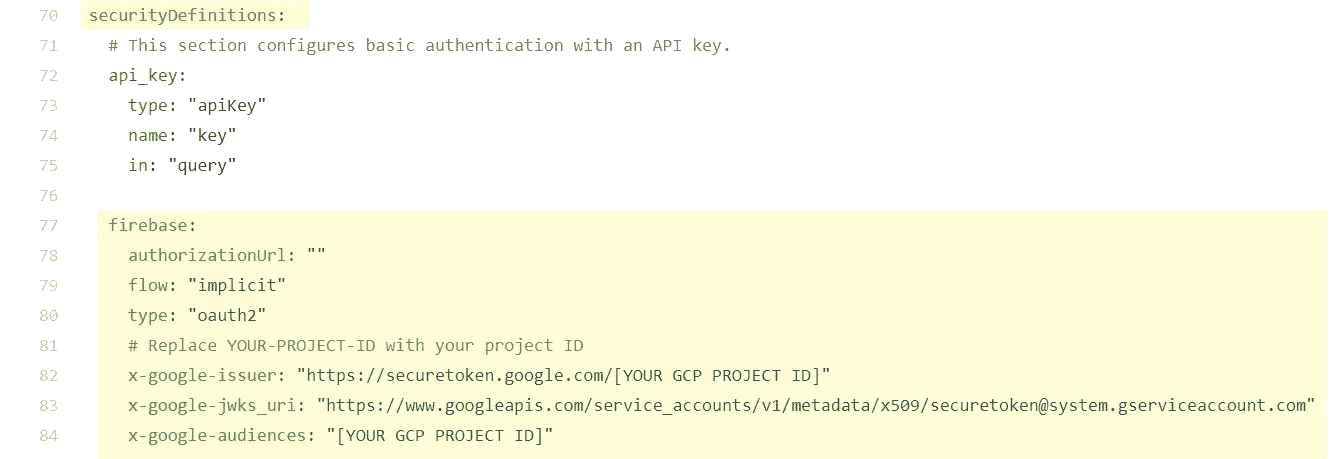 70 securityDefinitions:
71 # This section configures basic authentication with an API key.
72 api_key:
73 type: "apiKey"
74 name: "key"
75 in: "query"
76
77 firebase:
78 authorizationUrl: ""
79 flow: "implicit"
80 type: "oauth2"
81 # Replace YOUR-PROJECT-ID with your project ID
82 x-google-issuer: "https://securetoken.google.com/[YOUR GCP PROJECT ID]"
83 x-google-jwks_uri: "https://www.googleapis.com/service_accounts/v1/metadata/x509/securetoken@system.gserviceaccount.com"
84 x-google-audiences: "[YOUR GCP PROJECT ID]"